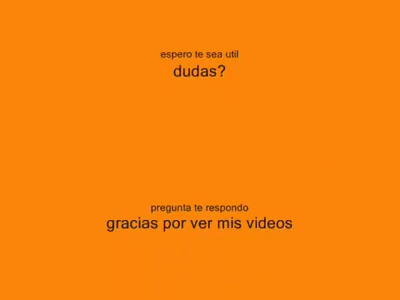 espero te sea util
dudas?
pregunta te respondo
gracias por ver mis videos